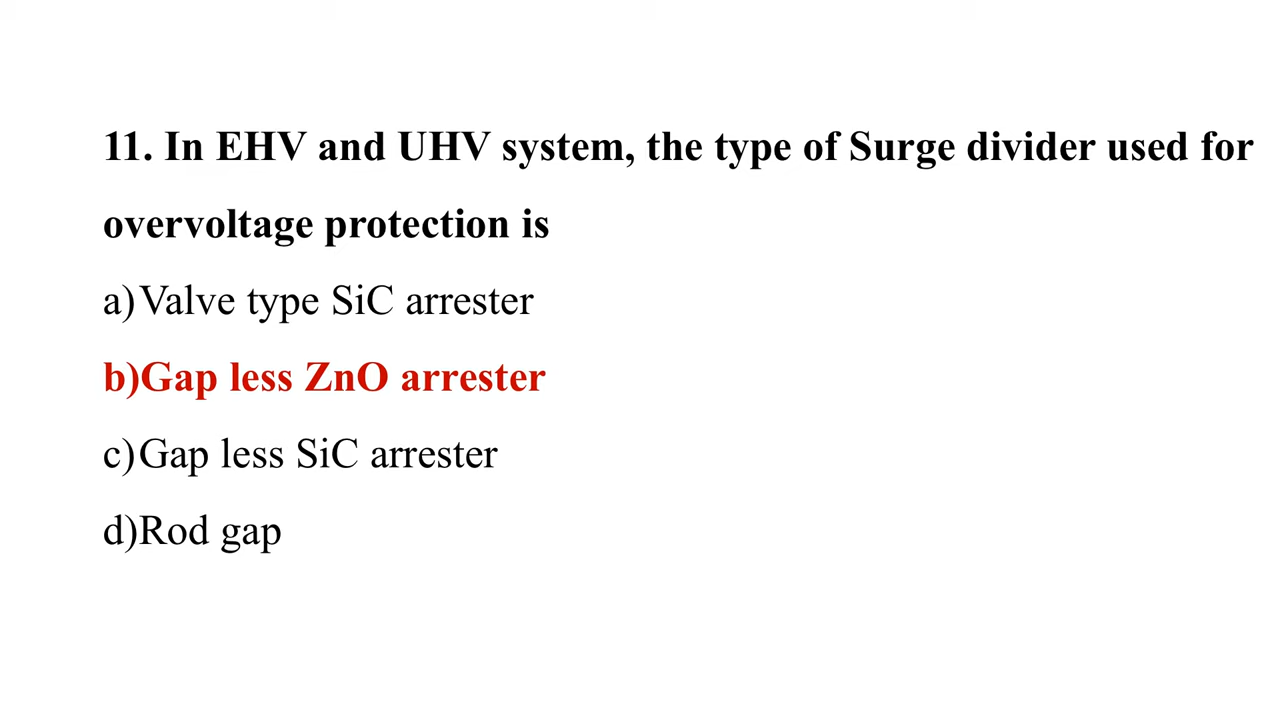 11. In EHV and UHV system, the type of Surge divider used for
overvoltage protection is
a)Valve type SiC arrester
b)Gap less ZnO arrester
c)Gap less SiC arrester
d)Rod gap